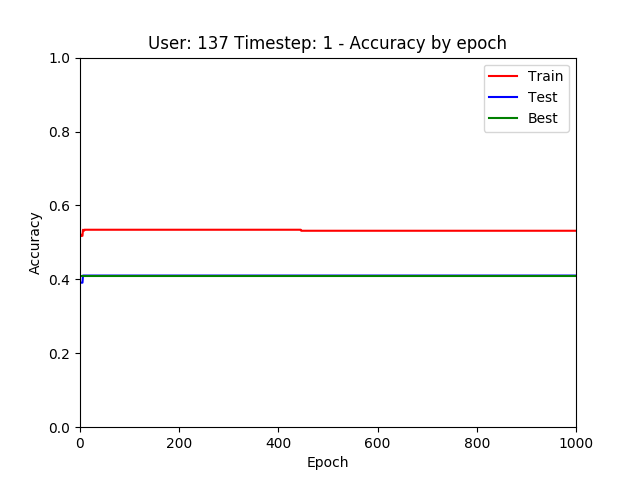 User: 137 Timestep: 1 - Accuracy by epoch
1.0
0.8
0.6
0.4
0.2
0.0
Accuracy
Train
Test
Best
0 200 400 600 800 1000
Epoch